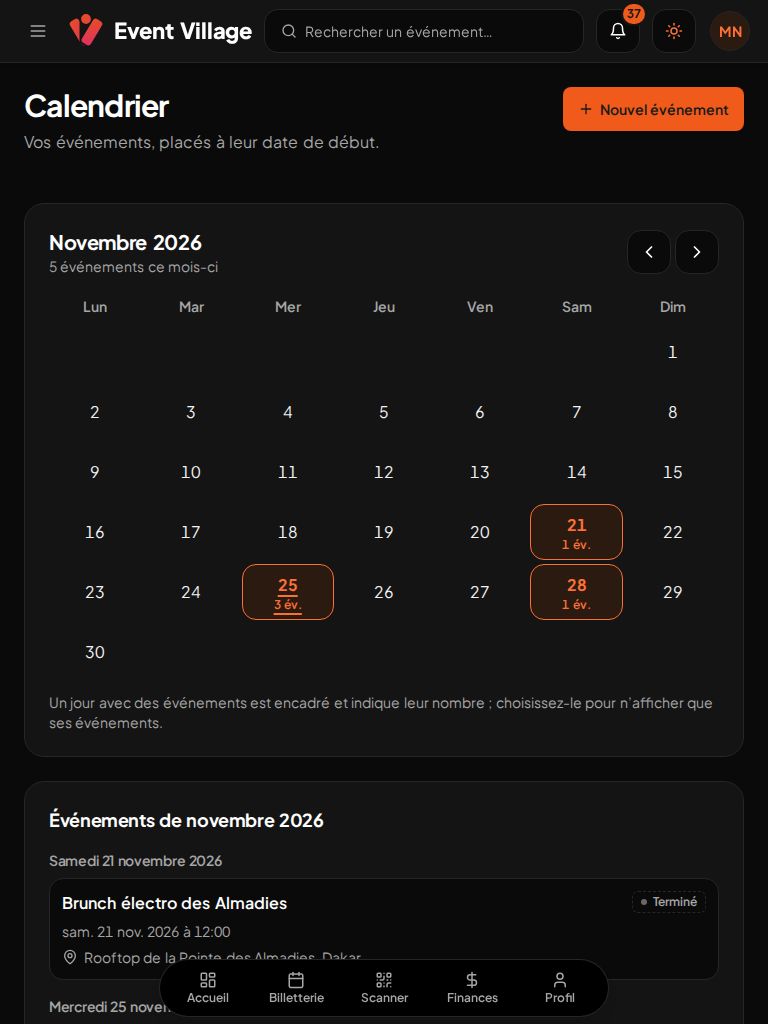 Event Village
Rechercher un événement...
37
MN
Calendrier
Nouvel événement
Vos événements, placés à leur date de début.
Novembre 2026
5 événements ce mois-ci
Lun Mar Mer Jeu Ven Sam Dim
1
2 3 4 5 6 7 8
9 10 11 12 13 14 15
16 17 18 19 20 21 22
1 év.
23 24 25 26 27 28 29
3 év. 1 év.
30
Un jour avec des événements est encadré et indique leur nombre ; choisissez-le pour n'afficher que
ses événements.
Événements de novembre 2026
Samedi 21 novembre 2026
Brunch électro des Almadies
Terminé
sam. 21 nov. 2026 à 12:00
Rooftop de la Pointe des Almadies, Dakar
Mercredi 25
Accueil Billetterie Scanner Finances Profil